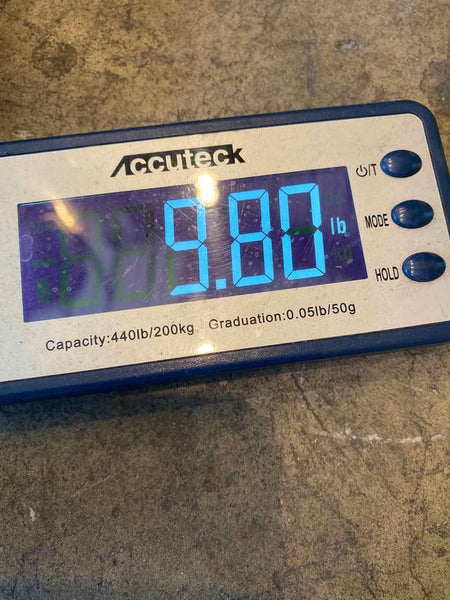 Accuteck
9.80 lb
⏻/T
MODE
HOLD
Capacity:440lb/200kg Graduation:0.05lb/50g